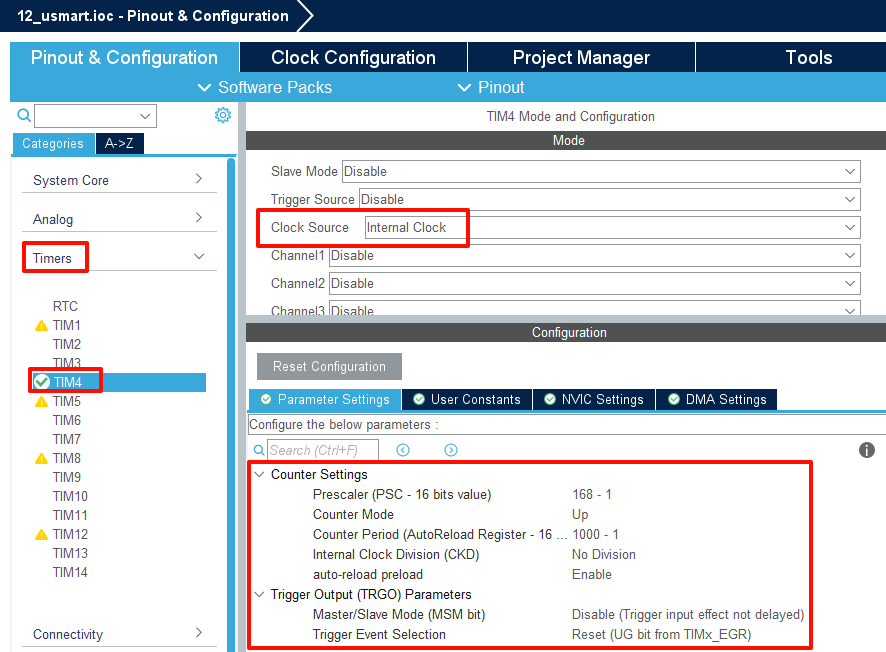 12_usmart.ioc - Pinout & Configuration
Pinout & Configuration
Clock Configuration
Project Manager
Tools
Software Packs
Pinout
Categories
A->Z
System Core
Analog
Timers
RTC
TIM1
TIM2
TIM3
TIM4
TIM5
TIM6
TIM7
TIM8
TIM9
TIM10
TIM11
TIM12
TIM13
TIM14
Connectivity
TIM4 Mode and Configuration
Mode
Slave Mode Disable
Trigger Source Disable
Clock Source Internal Clock
Channel1 Disable
Channel2 Disable
Channel3 Disable
Configuration
Reset Configuration
Parameter Settings
User Constants
NVIC Settings
DMA Settings
Configure the below parameters :
Search (Ctrl+F)
Counter Settings
Prescaler (PSC - 16 bits value) 168 - 1
Counter Mode Up
Counter Period (AutoReload Register - 16 ... 1000 - 1
Internal Clock Division (CKD) No Division
auto-reload preload Enable
Trigger Output (TRGO) Parameters
Master/Slave Mode (MSM bit) Disable (Trigger input effect not delayed)
Trigger Event Selection Reset (UG bit from TIMx_EGR)